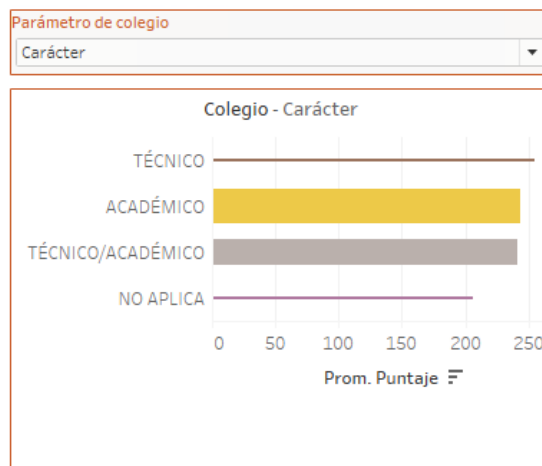 Parámetro de colegio
Carácter
Colegio - Carácter
TÉCNICO
ACADÉMICO
TÉCNICO/ACADÉMICO
NO APLICA
0 50 100 150 200 250
Prom. Puntaje